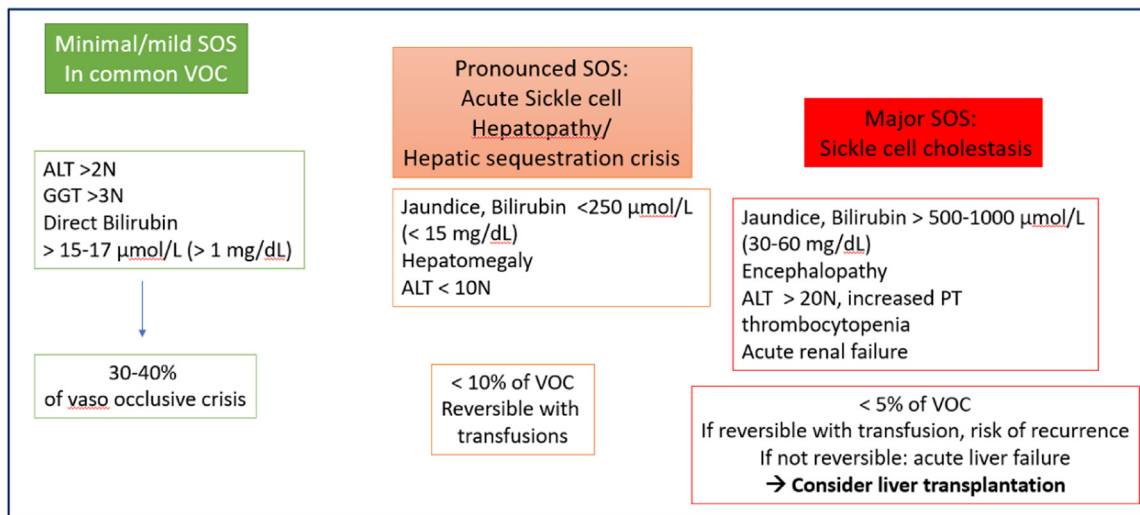 Minimal/mild SOS
In common VOC
ALT >2N
GGT >3N
Direct Bilirubin
> 15-17 µmol/L (> 1 mg/dL)
30-40%
of vaso occlusive crisis
Pronounced SOS:
Acute Sickle cell
Hepatopathy/
Hepatic sequestration crisis
Jaundice, Bilirubin <250 µmol/L
(< 15 mg/dL)
Hepatomegaly
ALT < 10N
< 10% of VOC
Reversible with
transfusions
Major SOS:
Sickle cell cholestasis
Jaundice, Bilirubin > 500-1000 µmol/L
(30-60 mg/dL)
Encephalopathy
ALT > 20N, increased PT
thrombocytopenia
Acute renal failure
< 5% of VOC
If reversible with transfusion, risk of recurrence
If not reversible: acute liver failure
→ Consider liver transplantation